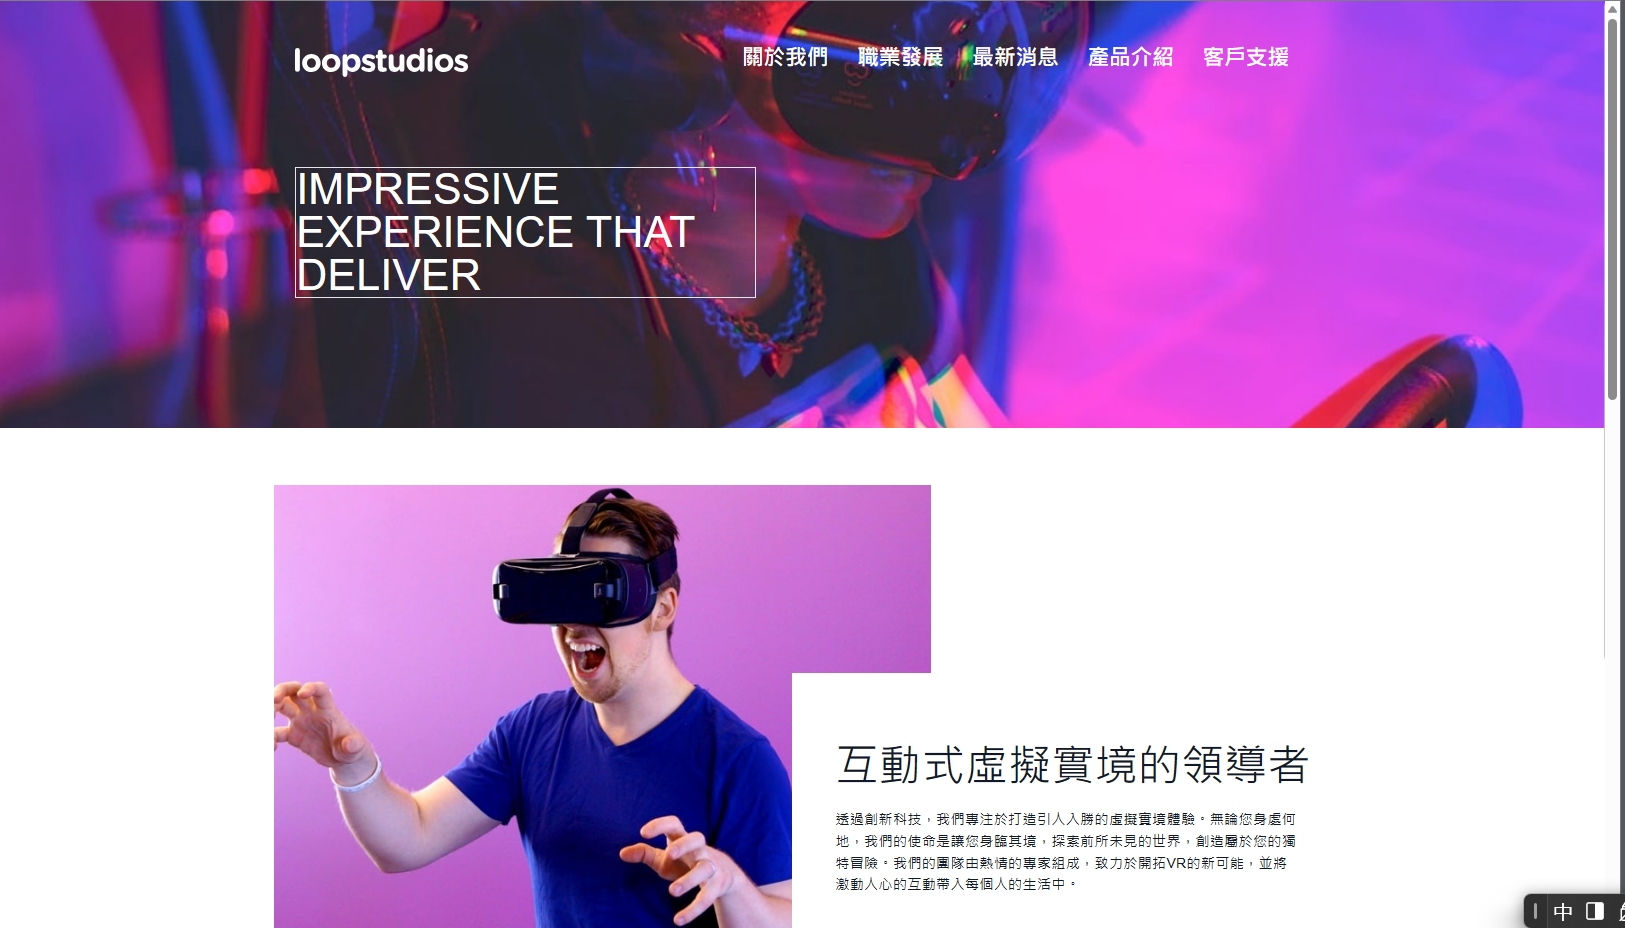 loopstudios
關於我們 職業發展 最新消息 產品介紹 客戶支援
IMPRESSIVE
EXPERIENCE THAT
DELIVER
互動式虛擬實境的領導者
透過創新科技，我們專注於打造引人入勝的虛擬實境體驗。無論您身處何
地，我們的使命是讓您身臨其境，探索前所未見的世界，創造屬於您的獨
特冒險。我們的團隊由熱情的專家組成，致力於開拓VR的新可能，並將
激動人心的互動帶入每個人的生活中。
中